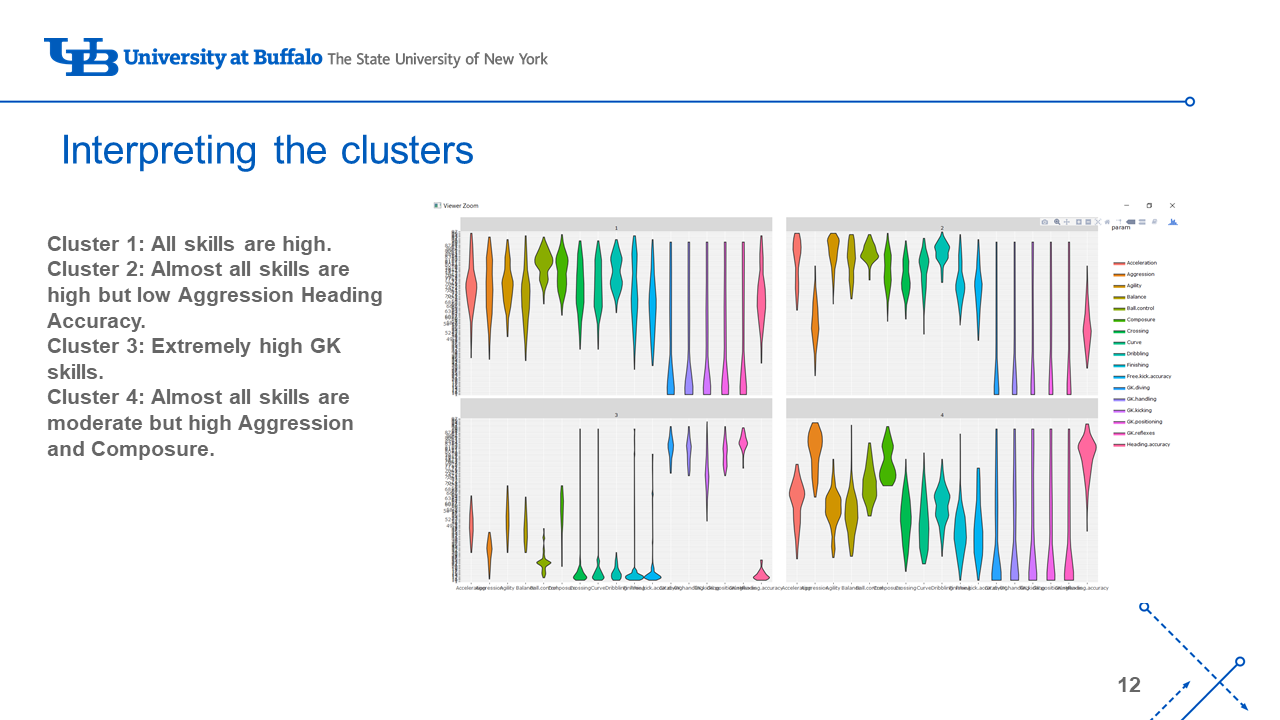 University at Buffalo The State University of New York
Interpreting the clusters
Cluster 1: All skills are high.
Cluster 2: Almost all skills are
high but low Aggression Heading
Accuracy.
Cluster 3: Extremely high GK
skills.
Cluster 4: Almost all skills are
moderate but high Aggression
and Composure.
Viewer Zoom
1
2
3
4
param
Acceleration
Aggression
Agility
Balance
Ball.control
Composure
Crossing
Curve
Dribbling
Finishing
Free.kick.accuracy
GK.diving
GK.handling
GK.kicking
GK.positioning
GK.reflexes
Heading.accuracy
12